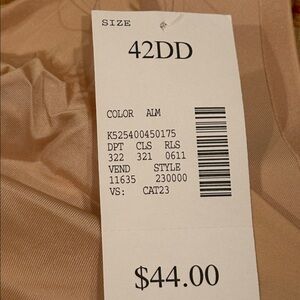 SIZE
42DD
COLOR ALM
K525400450175
DPT CLS RLS
322 321 0611
VEND STYLE
11635 230000
VS: CAT23
$44.00